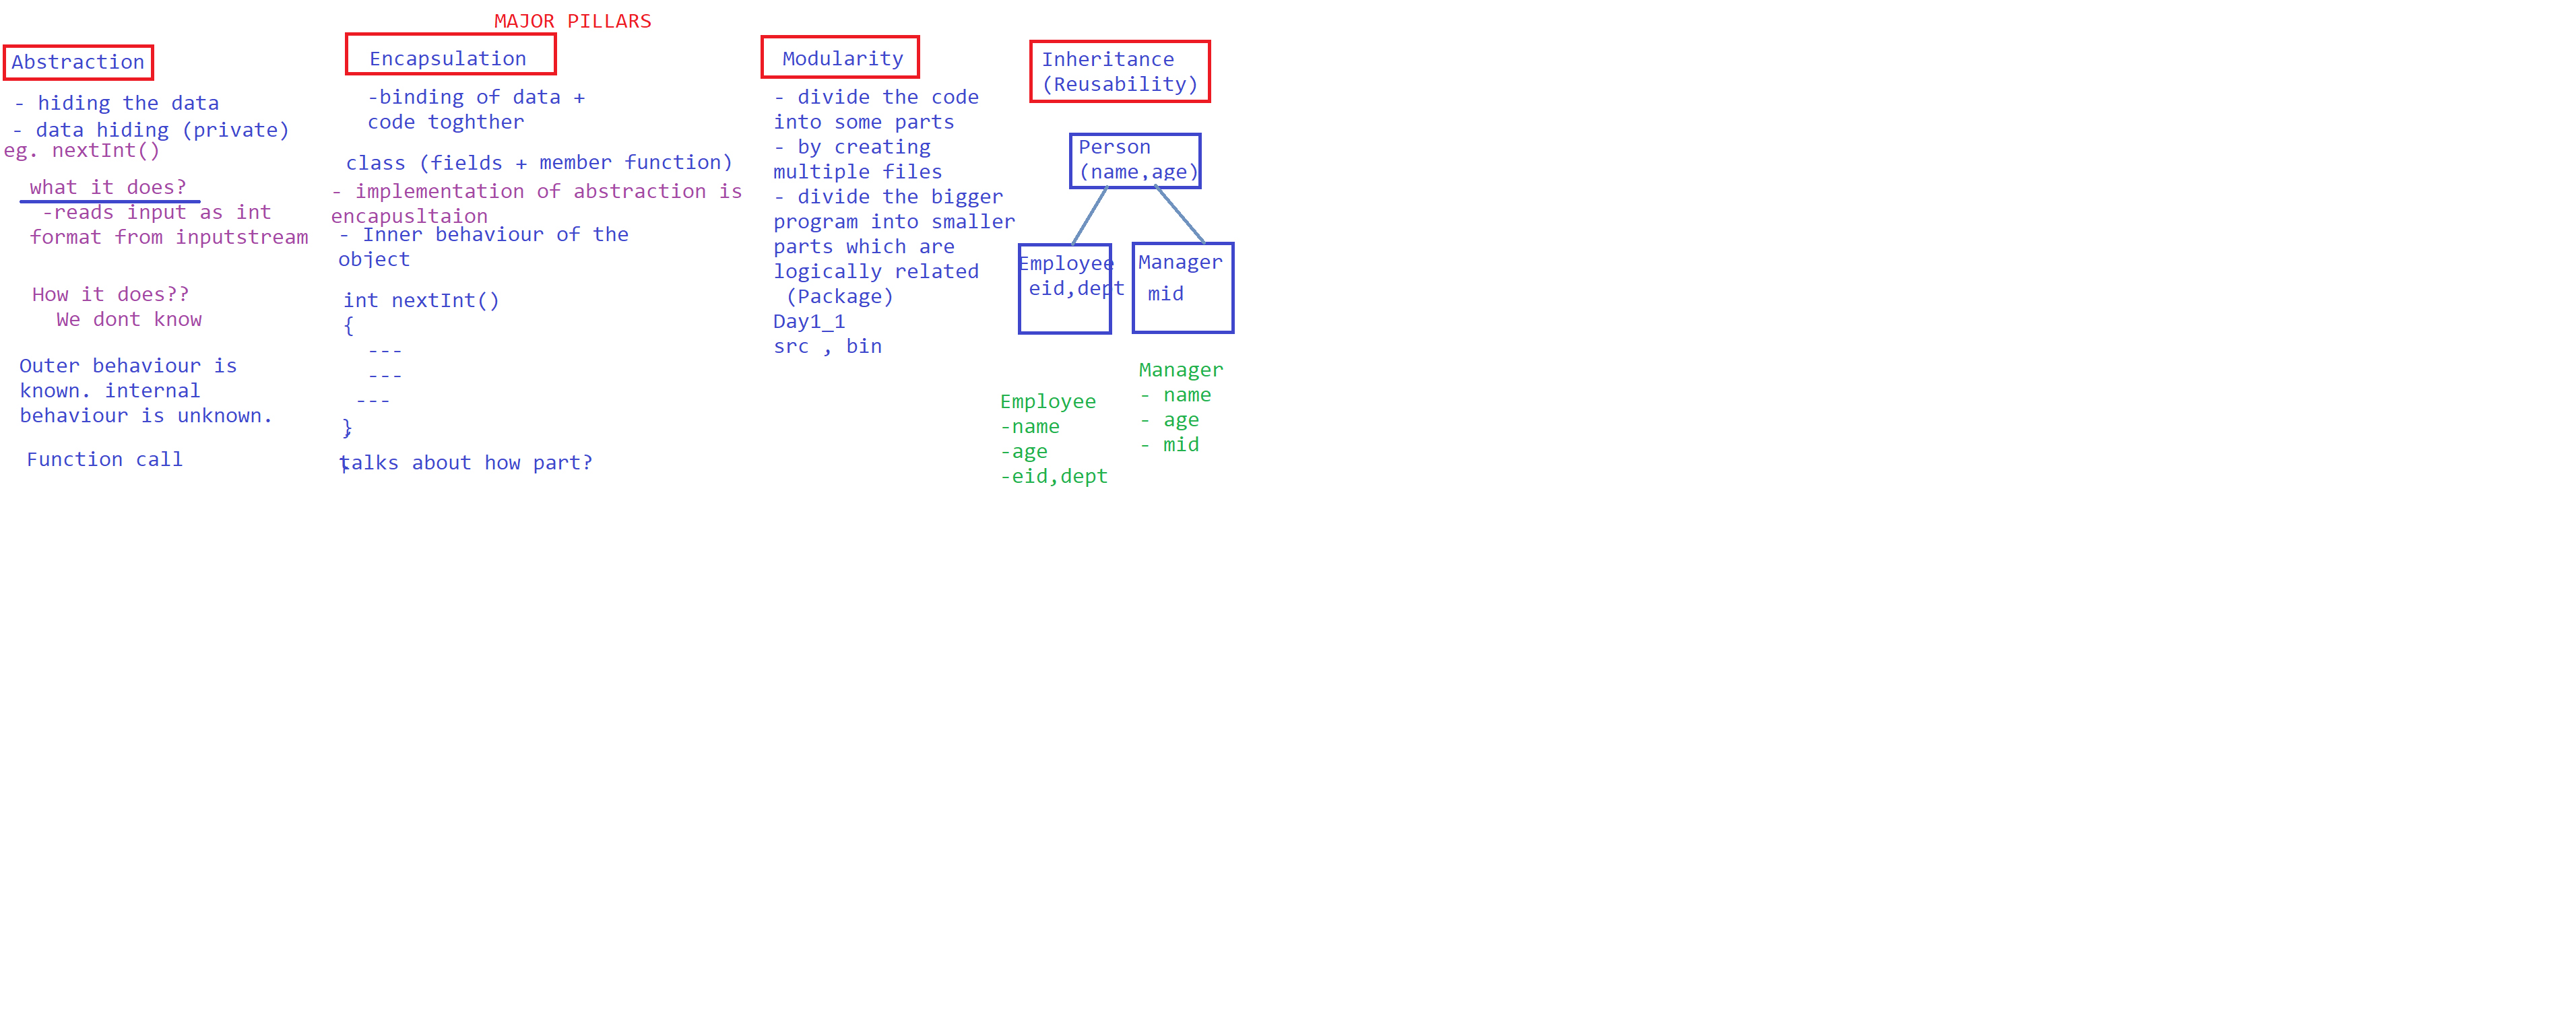 MAJOR PILLARS
Abstraction
- hiding the data
- data hiding (private)
eg. nextInt()
what it does?
-reads input as int
format from inputstream
How it does??
We dont know
Outer behaviour is
known. internal
behaviour is unknown.
Function call
Encapsulation
-binding of data +
code toghther
class (fields + member function)
- implementation of abstraction is
encapusltaion
- Inner behaviour of the
object
int nextInt()
{
---
---
---
}
talks about how part?
Modularity
- divide the code
into some parts
- by creating
multiple files
- divide the bigger
program into smaller
parts which are
logically related
(Package)
Day1_1
src , bin
Inheritance
(Reusability)
Person
(name,age)
Employee
eid,dept
Manager
mid
Employee
-name
-age
-eid,dept
Manager
- name
- age
- mid